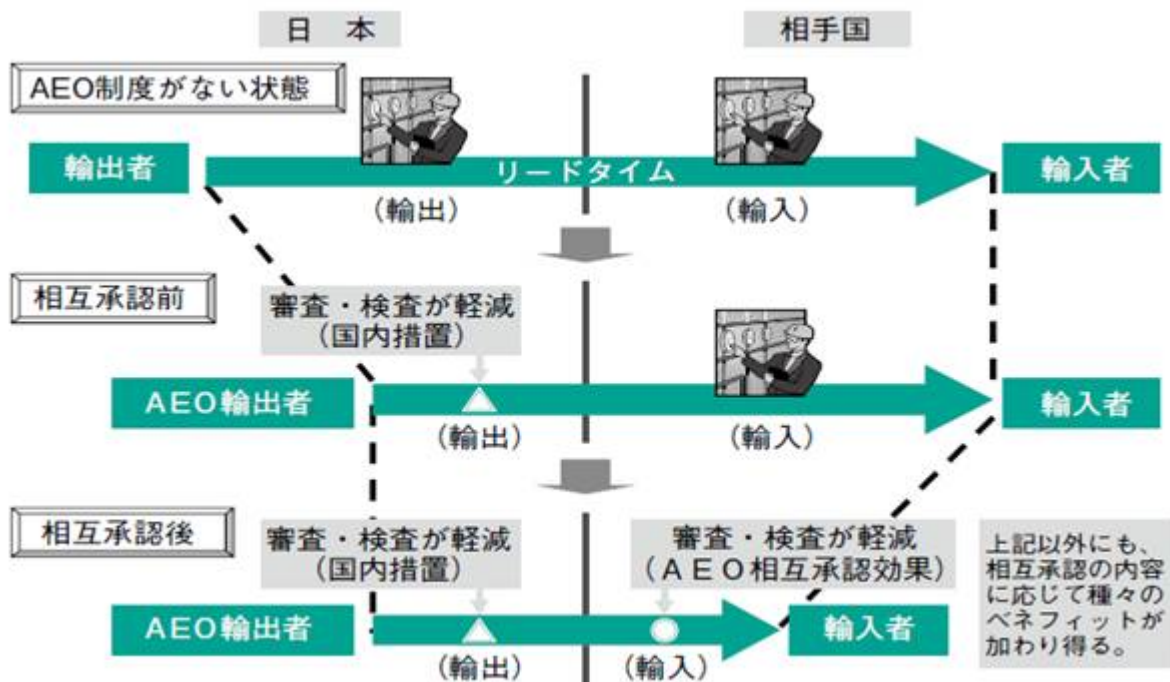 日　本
相手国
AEO制度がない状態
輸出者
リードタイム
輸入者
（輸出）
（輸入）
相互承認前
審査・検査が軽減
（国内措置）
AEO輸出者
輸入者
（輸出）
（輸入）
相互承認後
審査・検査が軽減
（国内措置）
審査・検査が軽減
（AEO相互承認効果）
上記以外にも、
相互承認の内容
に応じて種々の
ベネフィットが
加わり得る。
AEO輸出者
輸入者
（輸出）
（輸入）